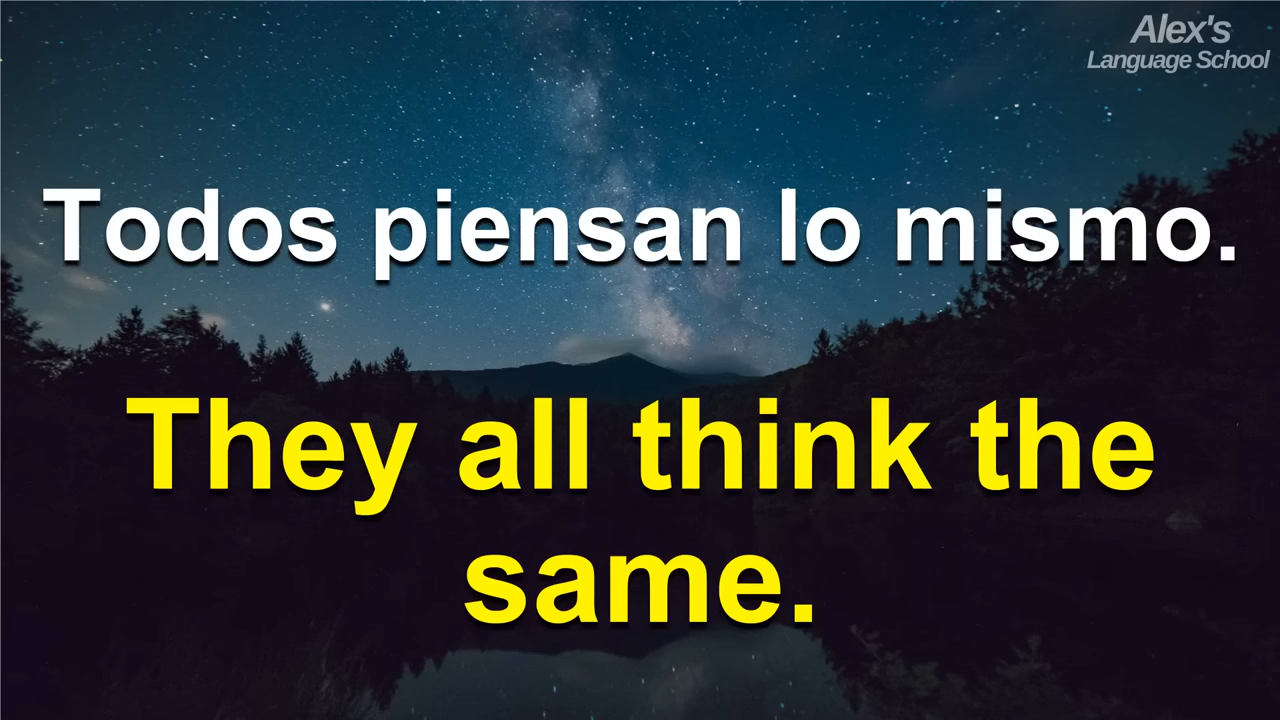 Alex's
Language School
Todos piensan lo mismo.
They all think the
same.